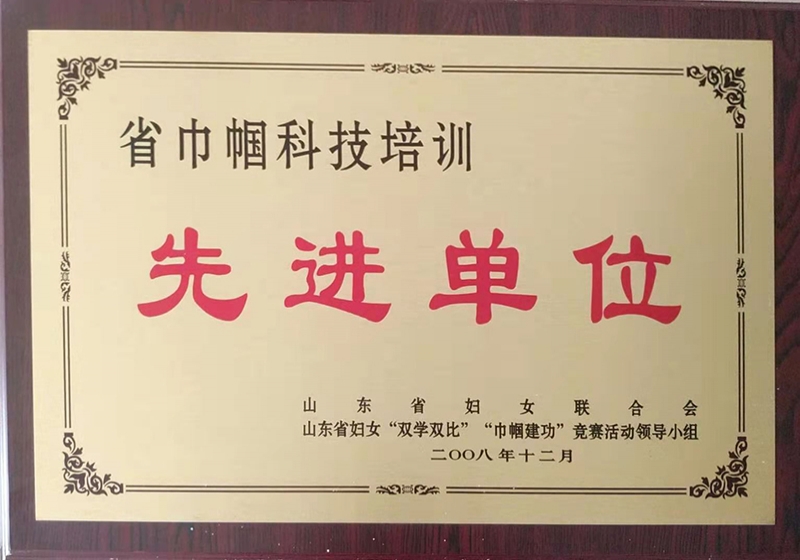 省巾帼科技培训
先进单位
山东省妇女联合会
山东省妇女“双学双比”“巾帼建功”竞赛活动领导小组
二〇〇八年十二月